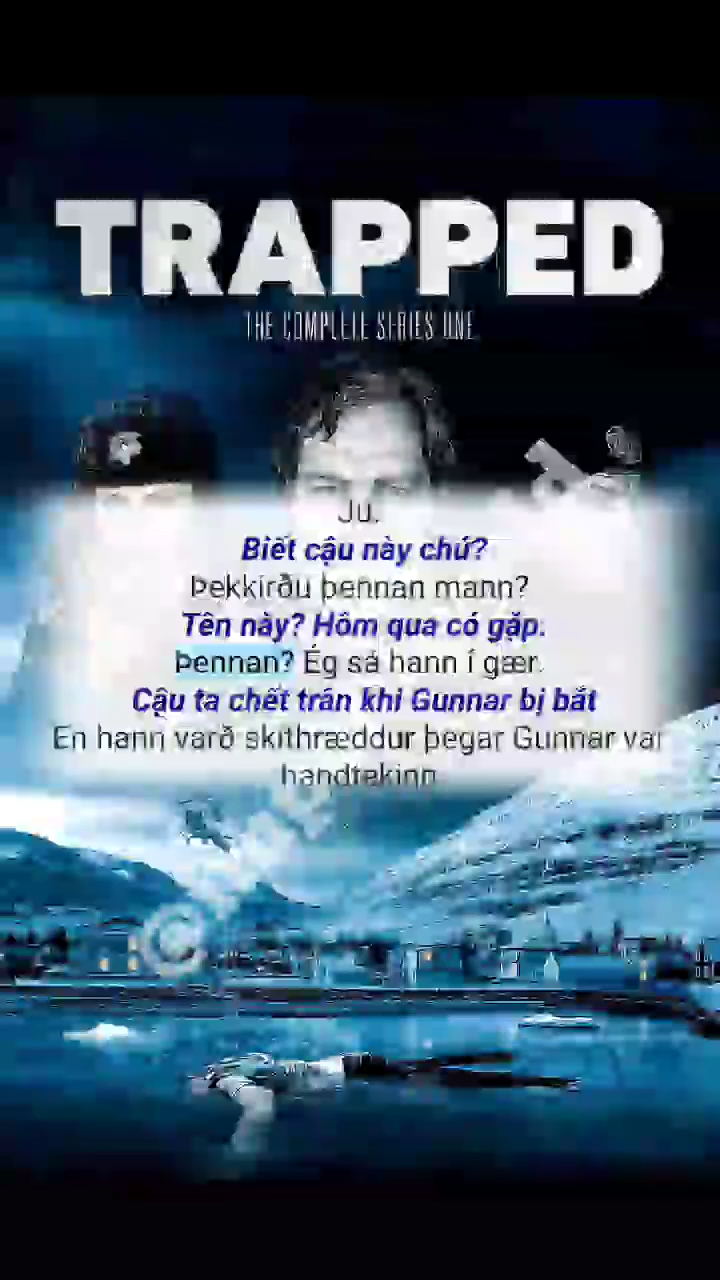 TRAPPED
THE COMPLETE SERIES ONE
Jú.
Biết cậu này chứ?
Þekkirðu þennan mann?
Tên này? Hôm qua có gặp.
Þennan? Ég sá hann í gær.
Cậu ta chết trân khi Gunnar bị bắt
En hann varð skíthræddur þegar Gunnar var
handtekinn